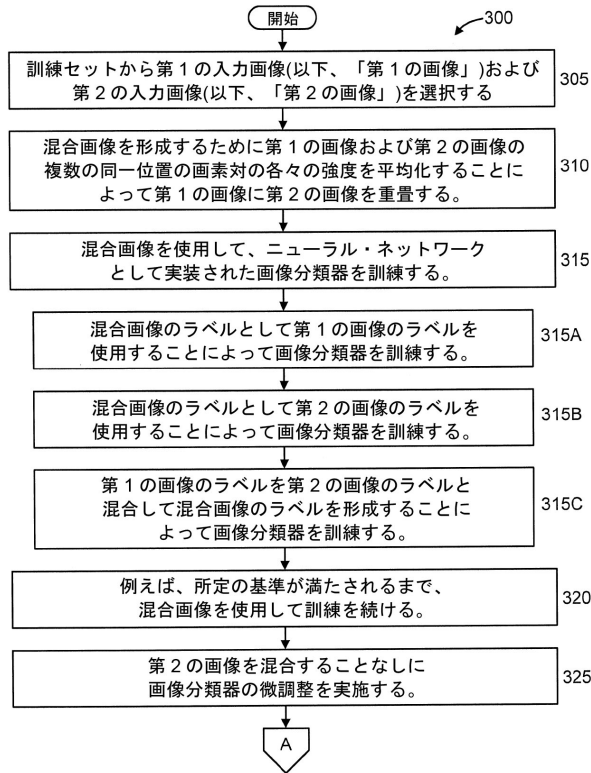 開始
300
訓練セットから第1の入力画像(以下、「第1の画像」)および
第2の入力画像(以下、「第2の画像」)を選択する
305
混合画像を形成するために第1の画像および第2の画像の
複数の同一位置の画素対の各々の強度を平均化することに
よって第1の画像に第2の画像を重畳する。
310
混合画像を使用して、ニューラル・ネットワーク
として実装された画像分類器を訓練する。
315
混合画像のラベルとして第1の画像のラベルを
使用することによって画像分類器を訓練する。
315A
混合画像のラベルとして第2の画像のラベルを
使用することによって画像分類器を訓練する。
315B
第1の画像のラベルを第2の画像のラベルと
混合して混合画像のラベルを形成することに
よって画像分類器を訓練する。
315C
例えば、所定の基準が満たされるまで、
混合画像を使用して訓練を続ける。
320
第2の画像を混合することなしに
画像分類器の微調整を実施する。
325
A